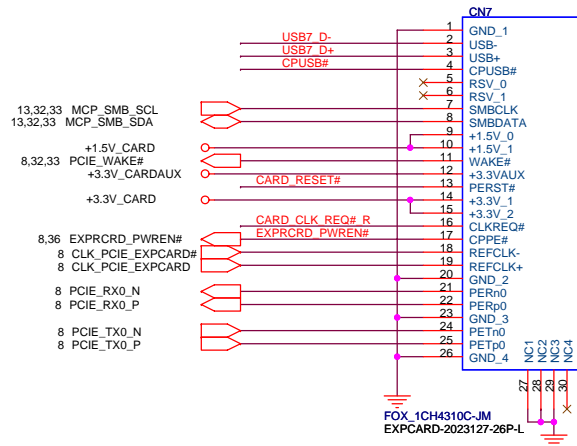 CN7
1 GND_1
USB7_D- 2 USB-
USB7_D+ 3 USB+
CPUSB# 4 CPUSB#
5 RSV_0
6 RSV_1
13,32,33 MCP_SMB_SCL 7 SMBCLK
13,32,33 MCP_SMB_SDA 8 SMBDATA
9 +1.5V_0
+1.5V_CARD 10 +1.5V_1
8,32,33 PCIE_WAKE# 11 WAKE#
+3.3V_CARDAUX 12 +3.3VAUX
CARD_RESET# 13 PERST#
+3.3V_CARD 14 +3.3V_1
15 +3.3V_2
CARD_CLK_REQ#_R 16 CLKREQ#
8,36 EXPRCRD_PWREN# EXPRCRD_PWREN# 17 CPPE#
8 CLK_PCIE_EXPCARD# 18 REFCLK-
8 CLK_PCIE_EXPCARD 19 REFCLK+
20 GND_2
8 PCIE_RX0_N 21 PERn0
8 PCIE_RX0_P 22 PERp0
23 GND_3
8 PCIE_TX0_N 24 PETn0
8 PCIE_TX0_P 25 PETp0
26 GND_4
NC1 NC2 NC3 NC4
27 28 29 30
FOX_1CH4310C-JM
EXPCARD-2023127-26P-L